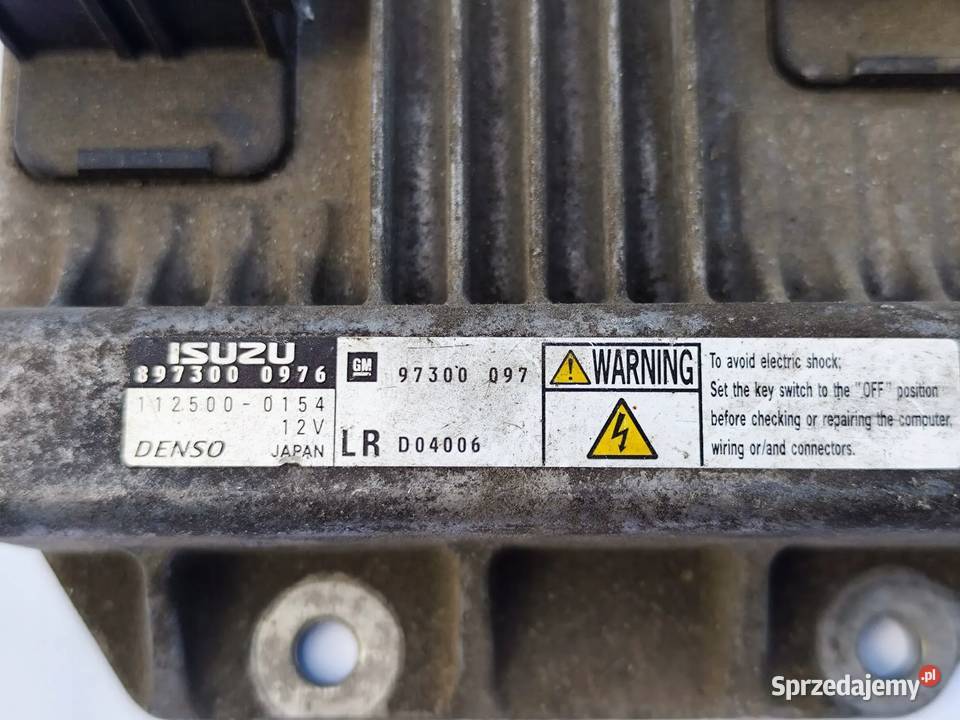 ISUZU
897300 0976
112500-0154
12V
DENSO JAPAN
GM 97300 097
LR D04006
WARNING
To avoid electric shock;
Set the key switch to the "OFF" position
before checking or repairing the computer,
wiring or/and connectors.
Sprzedajemy.pl